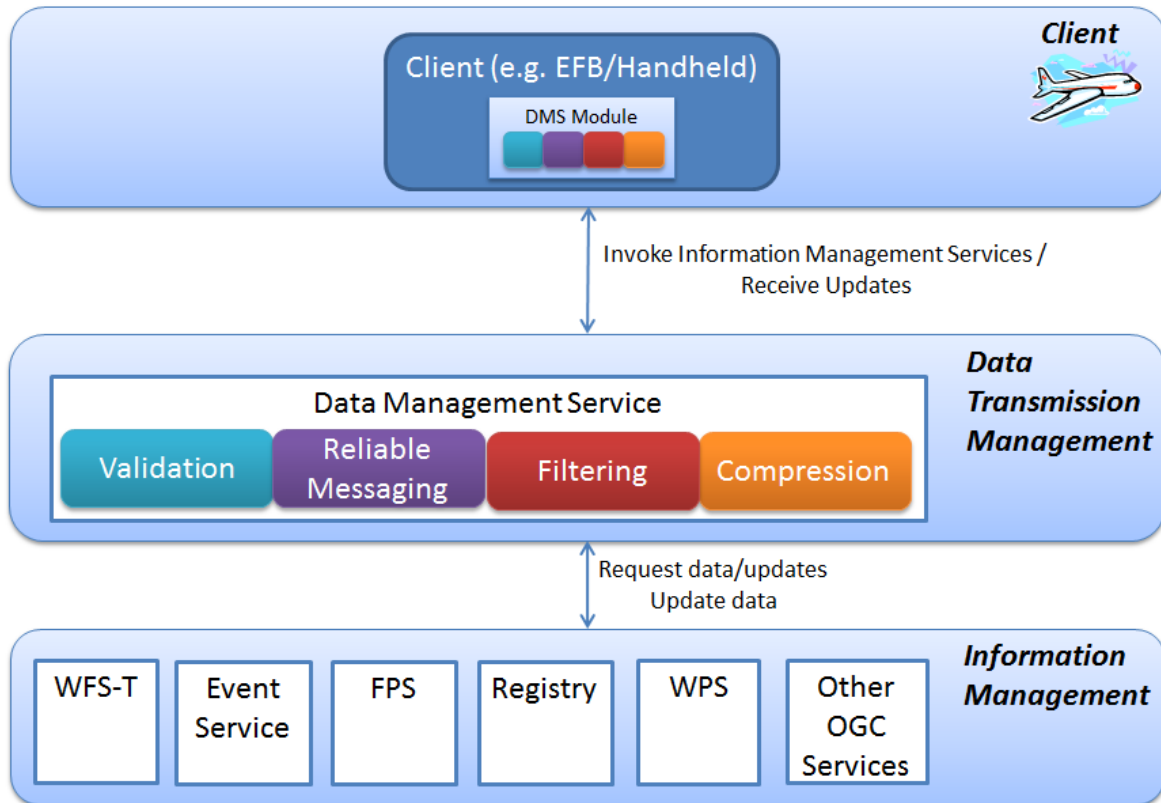 Client
Client (e.g. EFB/Handheld)
DMS Module
Invoke Information Management Services /
Receive Updates
Data
Transmission
Management
Data Management Service
Validation
Reliable
Messaging
Filtering
Compression
Request data/updates
Update data
Information
Management
WFS-T
Event
Service
FPS
Registry
WPS
Other
OGC
Services